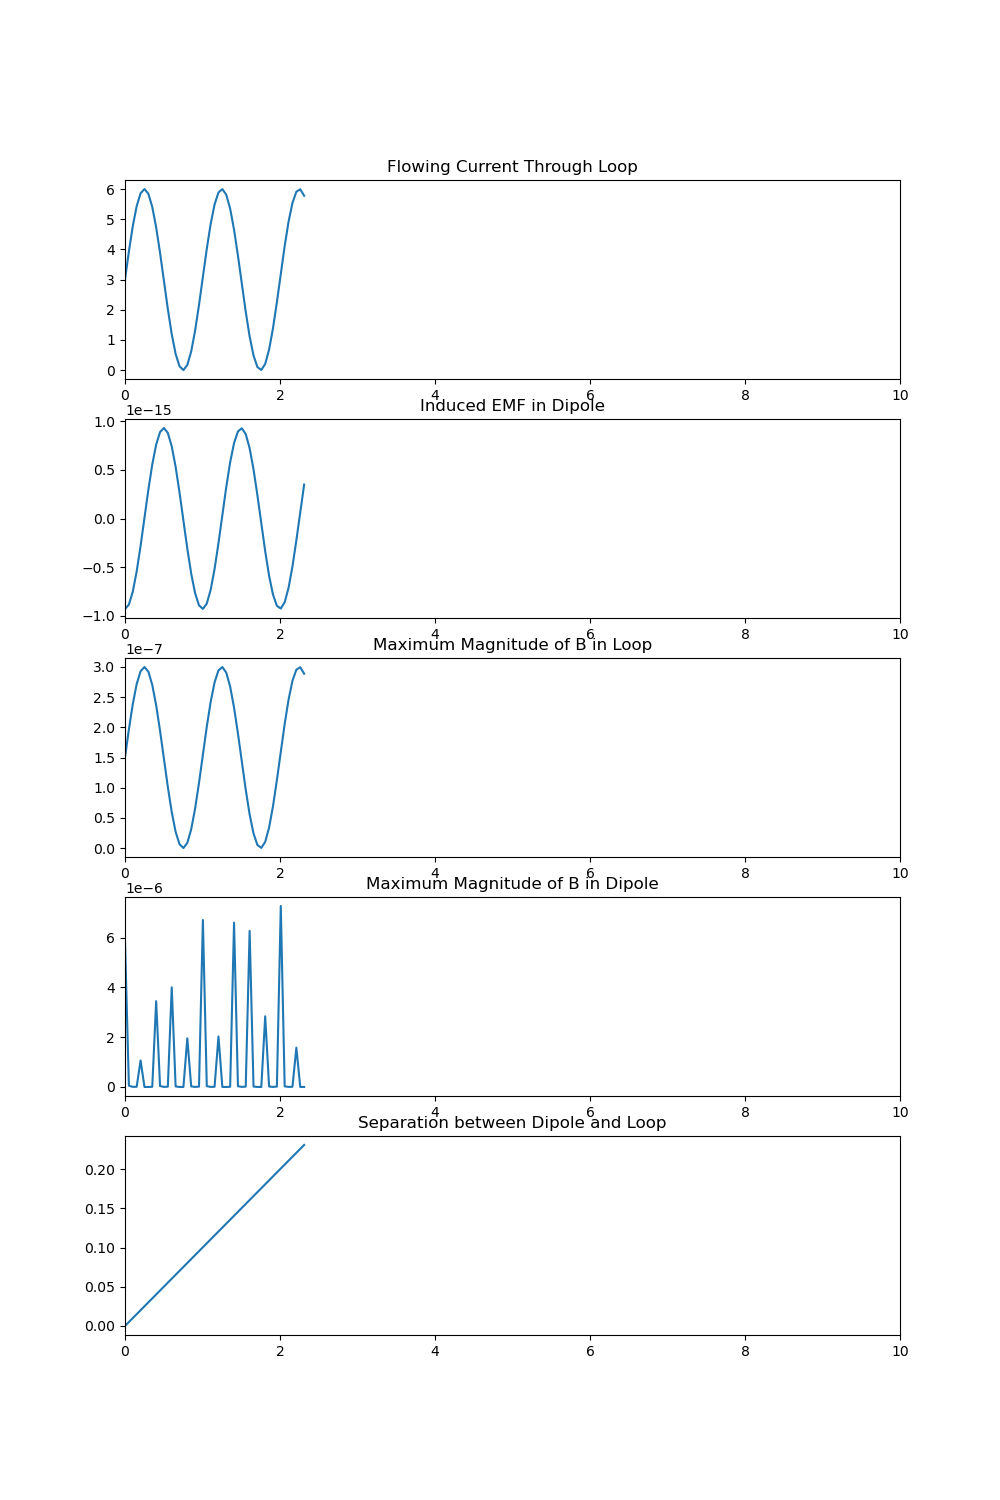 Flowing Current Through Loop
6
5
4
3
2
1
0
0 2 4 6 8 10
1e−15
Induced EMF in Dipole
1.0
0.5
0.0
−0.5
−1.0
0 2 4 6 8 10
1e−7
Maximum Magnitude of B in Loop
3.0
2.5
2.0
1.5
1.0
0.5
0.0
0 2 4 6 8 10
1e−6
Maximum Magnitude of B in Dipole
6
4
2
0
0 2 4 6 8 10
Separation between Dipole and Loop
0.20
0.15
0.10
0.05
0.00
0 2 4 6 8 10